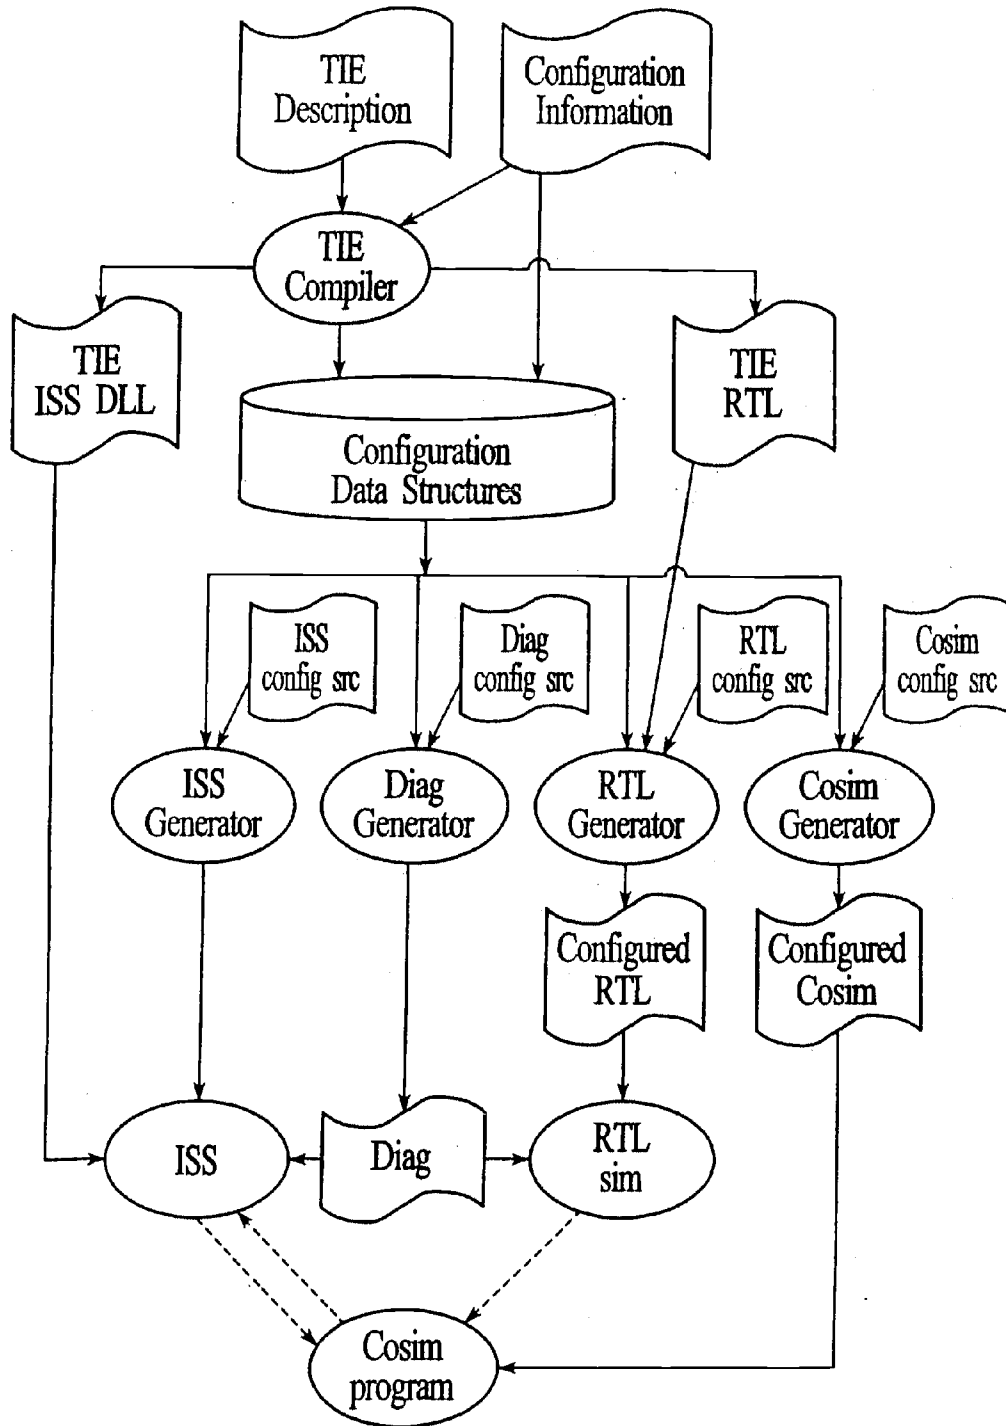 TIE
Description
Configuration
Information
TIE
Compiler
TIE
ISS DLL
TIE
RTL
Configuration
Data Structures
ISS
config src
Diag
config src
RTL
config src
Cosim
config src
ISS
Generator
Diag
Generator
RTL
Generator
Cosim
Generator
Configured
RTL
Configured
Cosim
ISS
Diag
RTL
sim
Cosim
program